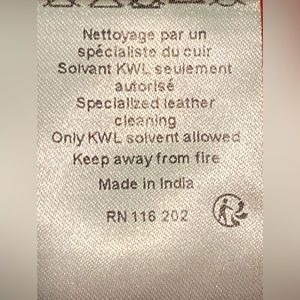 Nettoyage par un
spécialiste du cuir
Solvant KWL seulement
autorisé
Specialized leather
cleaning
Only KWL solvent allowed
Keep away from fire
Made in India
RN 116 202